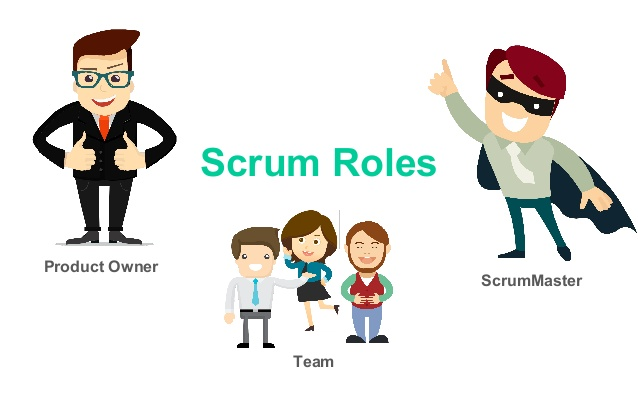 Scrum Roles
Product Owner
ScrumMaster
Team